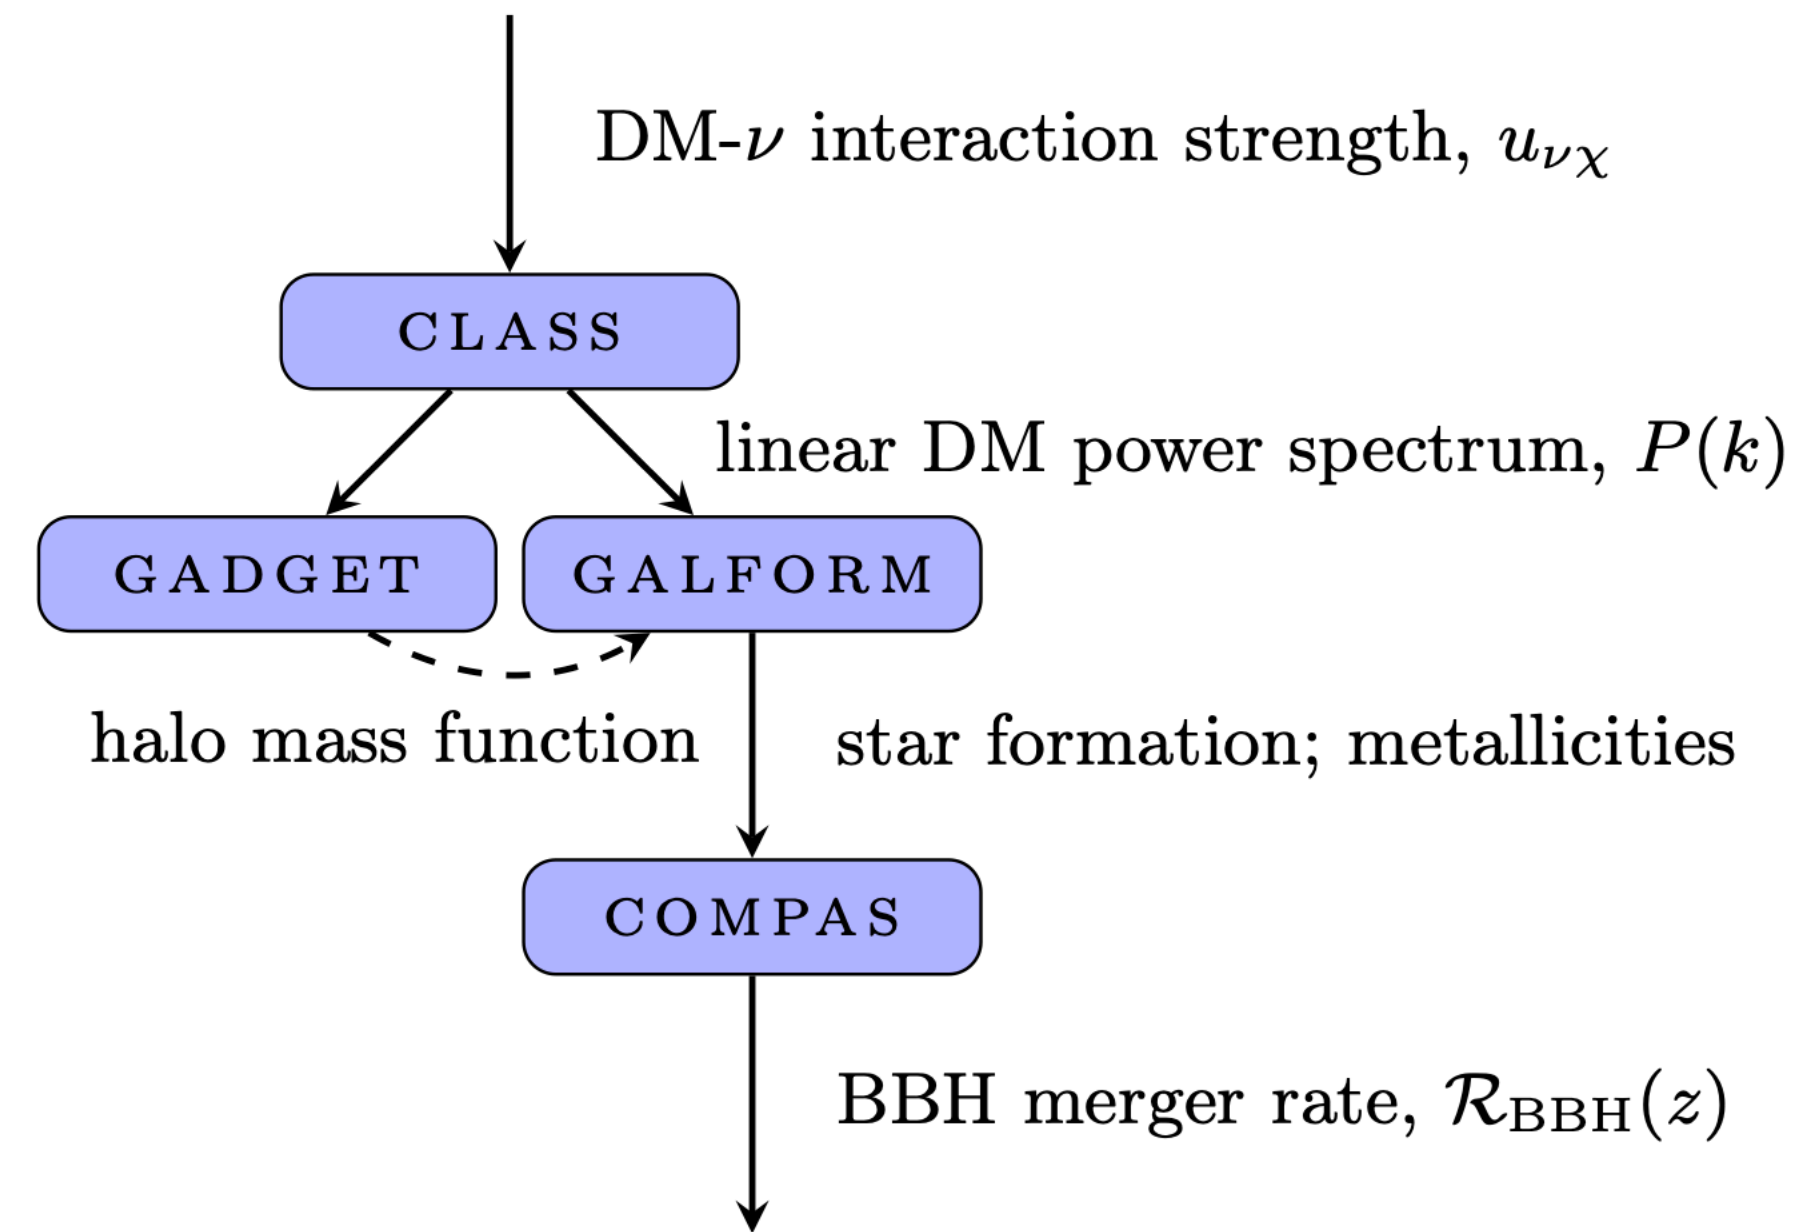 DM-ν interaction strength, u_νχ
CLASS
linear DM power spectrum, P(k)
GADGET
GALFORM
halo mass function
star formation; metallicities
COMPAS
BBH merger rate, ℛ_BBH(z)